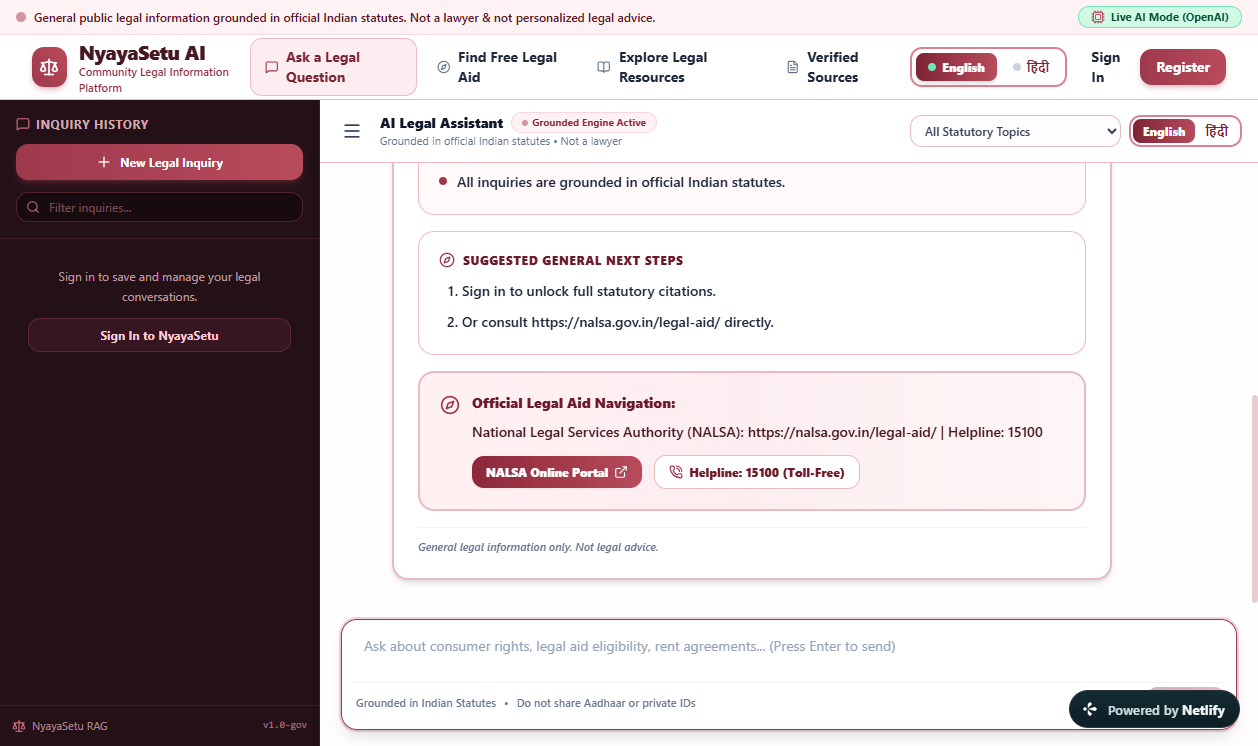 General public legal information grounded in official Indian statutes. Not a lawyer & not personalized legal advice.
Live AI Mode (OpenAI)
NyayaSetu AI
Community Legal Information
Platform
Ask a Legal
Question
Find Free Legal
Aid
Explore Legal
Resources
Verified
Sources
English
हिंदी
Sign
In
Register
INQUIRY HISTORY
New Legal Inquiry
Filter inquiries...
Sign in to save and manage your legal
conversations.
Sign In to NyayaSetu
NyayaSetu RAG
v1.0-gov
AI Legal Assistant
Grounded Engine Active
Grounded in official Indian statutes • Not a lawyer
All Statutory Topics
English
हिंदी
All inquiries are grounded in official Indian statutes.
SUGGESTED GENERAL NEXT STEPS
1. Sign in to unlock full statutory citations.
2. Or consult https://nalsa.gov.in/legal-aid/ directly.
Official Legal Aid Navigation:
National Legal Services Authority (NALSA): https://nalsa.gov.in/legal-aid/ | Helpline: 15100
NALSA Online Portal
Helpline: 15100 (Toll-Free)
General legal information only. Not legal advice.
Ask about consumer rights, legal aid eligibility, rent agreements... (Press Enter to send)
Grounded in Indian Statutes • Do not share Aadhaar or private IDs
Powered by Netlify